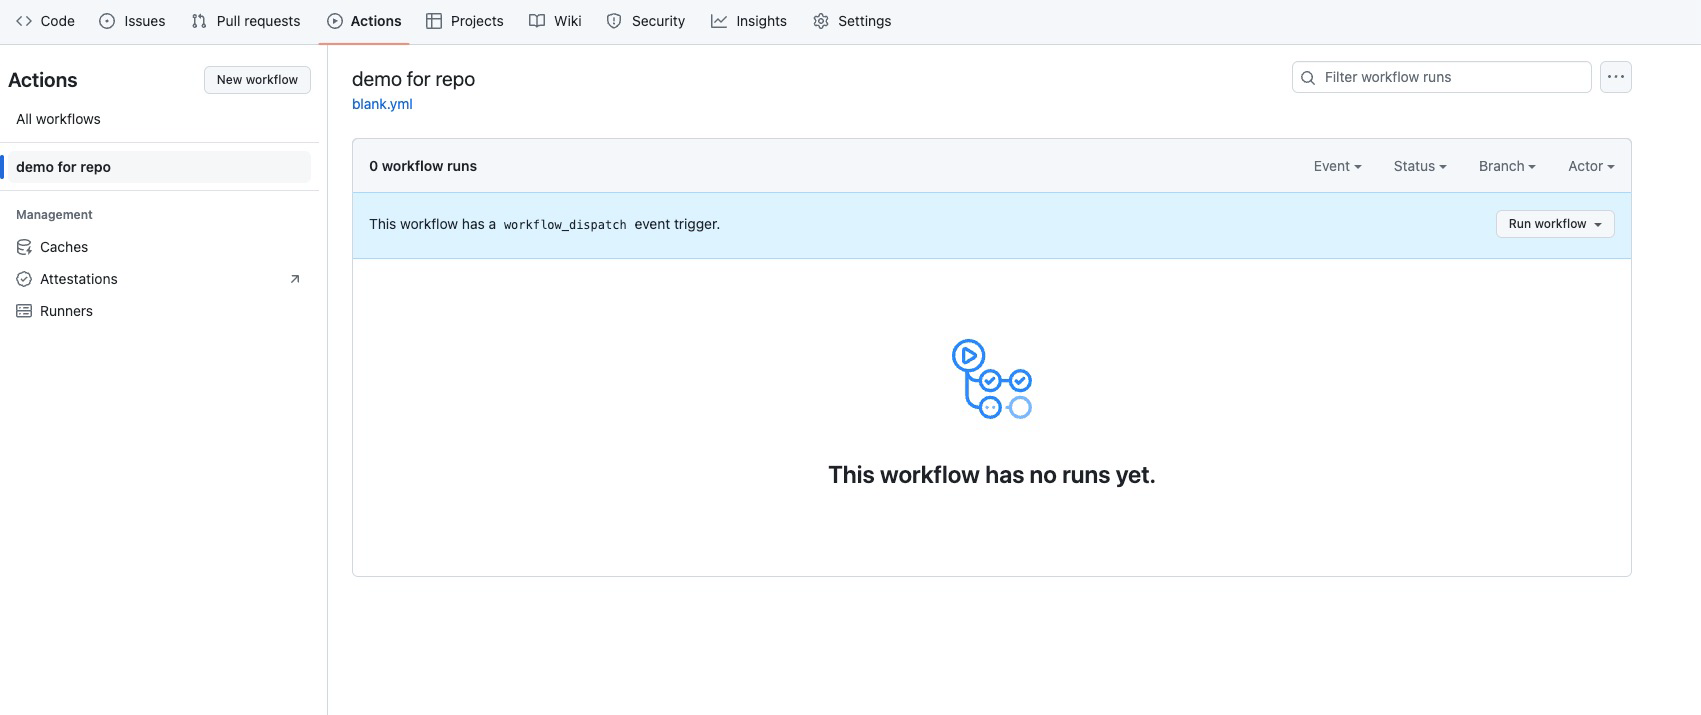 Code Issues Pull requests Actions Projects Wiki Security Insights Settings
Actions
New workflow
All workflows
demo for repo
Management
Caches
Attestations
Runners
demo for repo
blank.yml
Filter workflow runs
0 workflow runs
Event Status Branch Actor
This workflow has a workflow_dispatch event trigger.
Run workflow
This workflow has no runs yet.